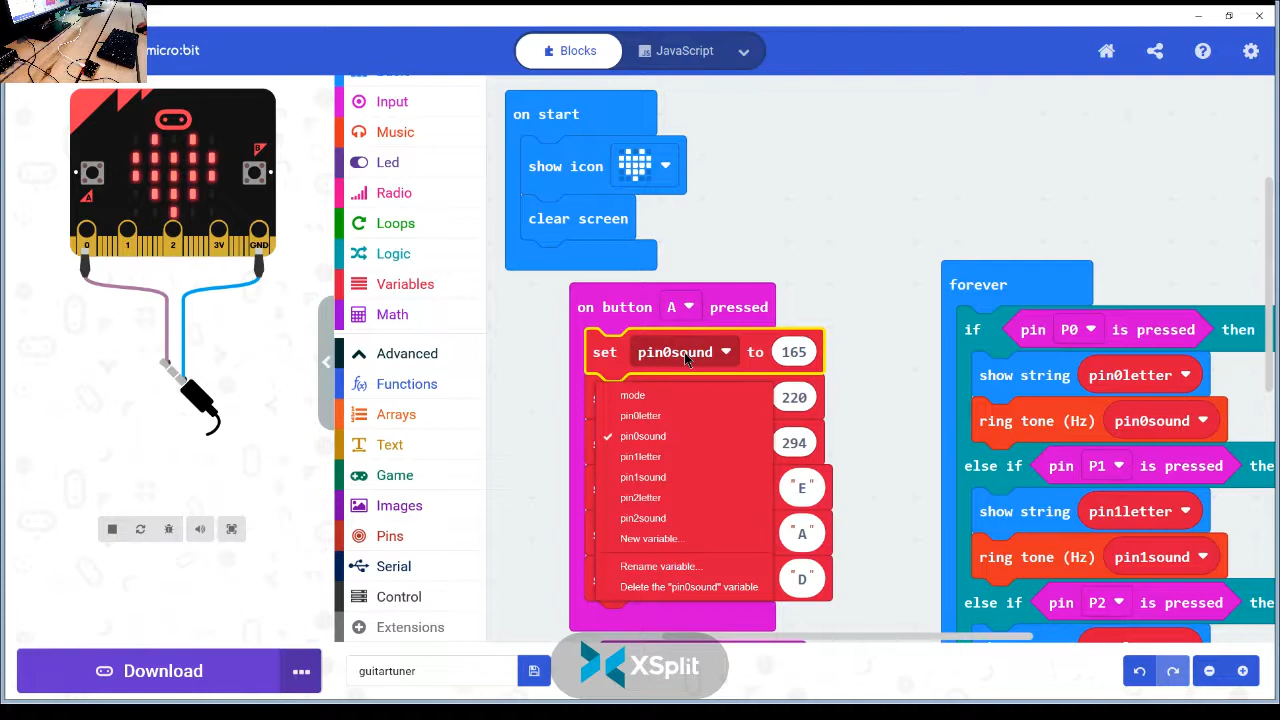 micro:bit
Blocks
JavaScript
Input
Music
Led
Radio
Loops
Logic
Variables
Math
Advanced
Functions
Arrays
Text
Game
Images
Pins
Serial
Control
Extensions
A
B
0 1 2 3V GND
on start
show icon
clear screen
on button A pressed
set pin0sound to 165
220
294
"E"
"A"
"D"
mode
pin0letter
pin0sound
pin1letter
pin1sound
pin2letter
pin2sound
New variable...
Rename variable...
Delete the "pin0sound" variable
forever
if pin P0 is pressed then
show string pin0letter
ring tone (Hz) pin0sound
else if pin P1 is pressed the
show string pin1letter
ring tone (Hz) pin1sound
else if pin P2 is pressed the
Download
guitartuner
XSplit